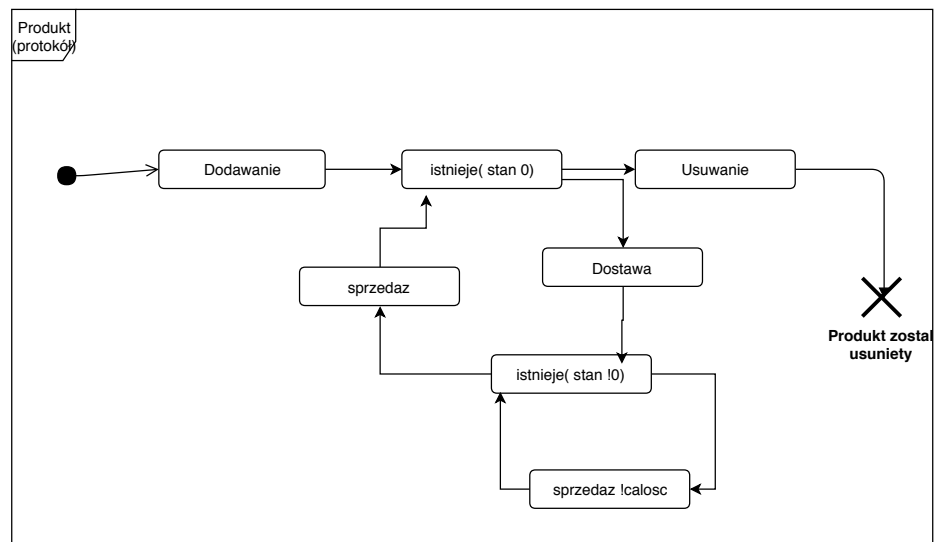 Produkt
(protokół)
Dodawanie
istnieje( stan 0)
Usuwanie
Dostawa
sprzedaz
Produkt zostal
usuniety
istnieje( stan !0)
sprzedaz !calosc